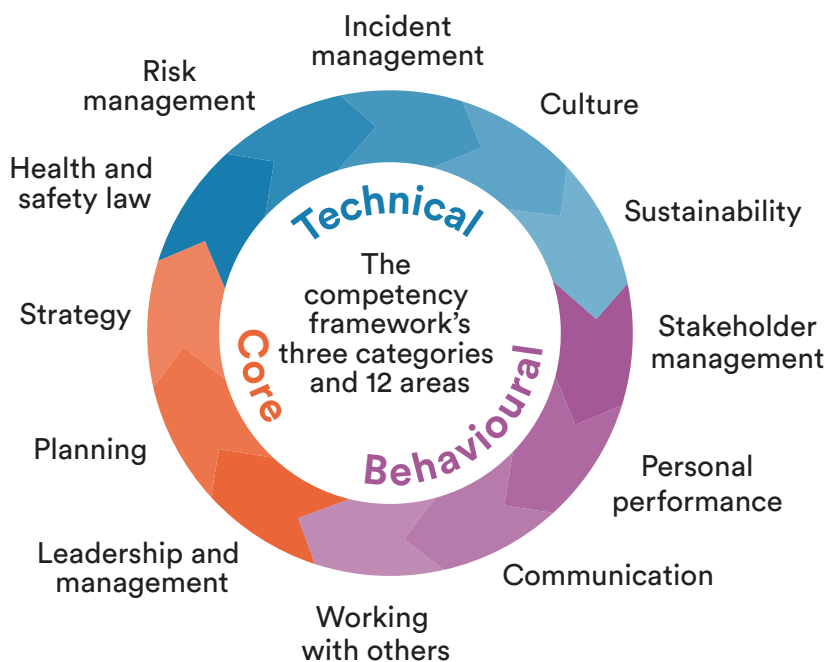 Incident
management
Culture
Sustainability
Stakeholder
management
Personal
performance
Communication
Working
with others
Leadership and
management
Planning
Strategy
Health and
safety law
Risk
management
Technical
Behavioural
Core
The
competency
framework's
three categories
and 12 areas